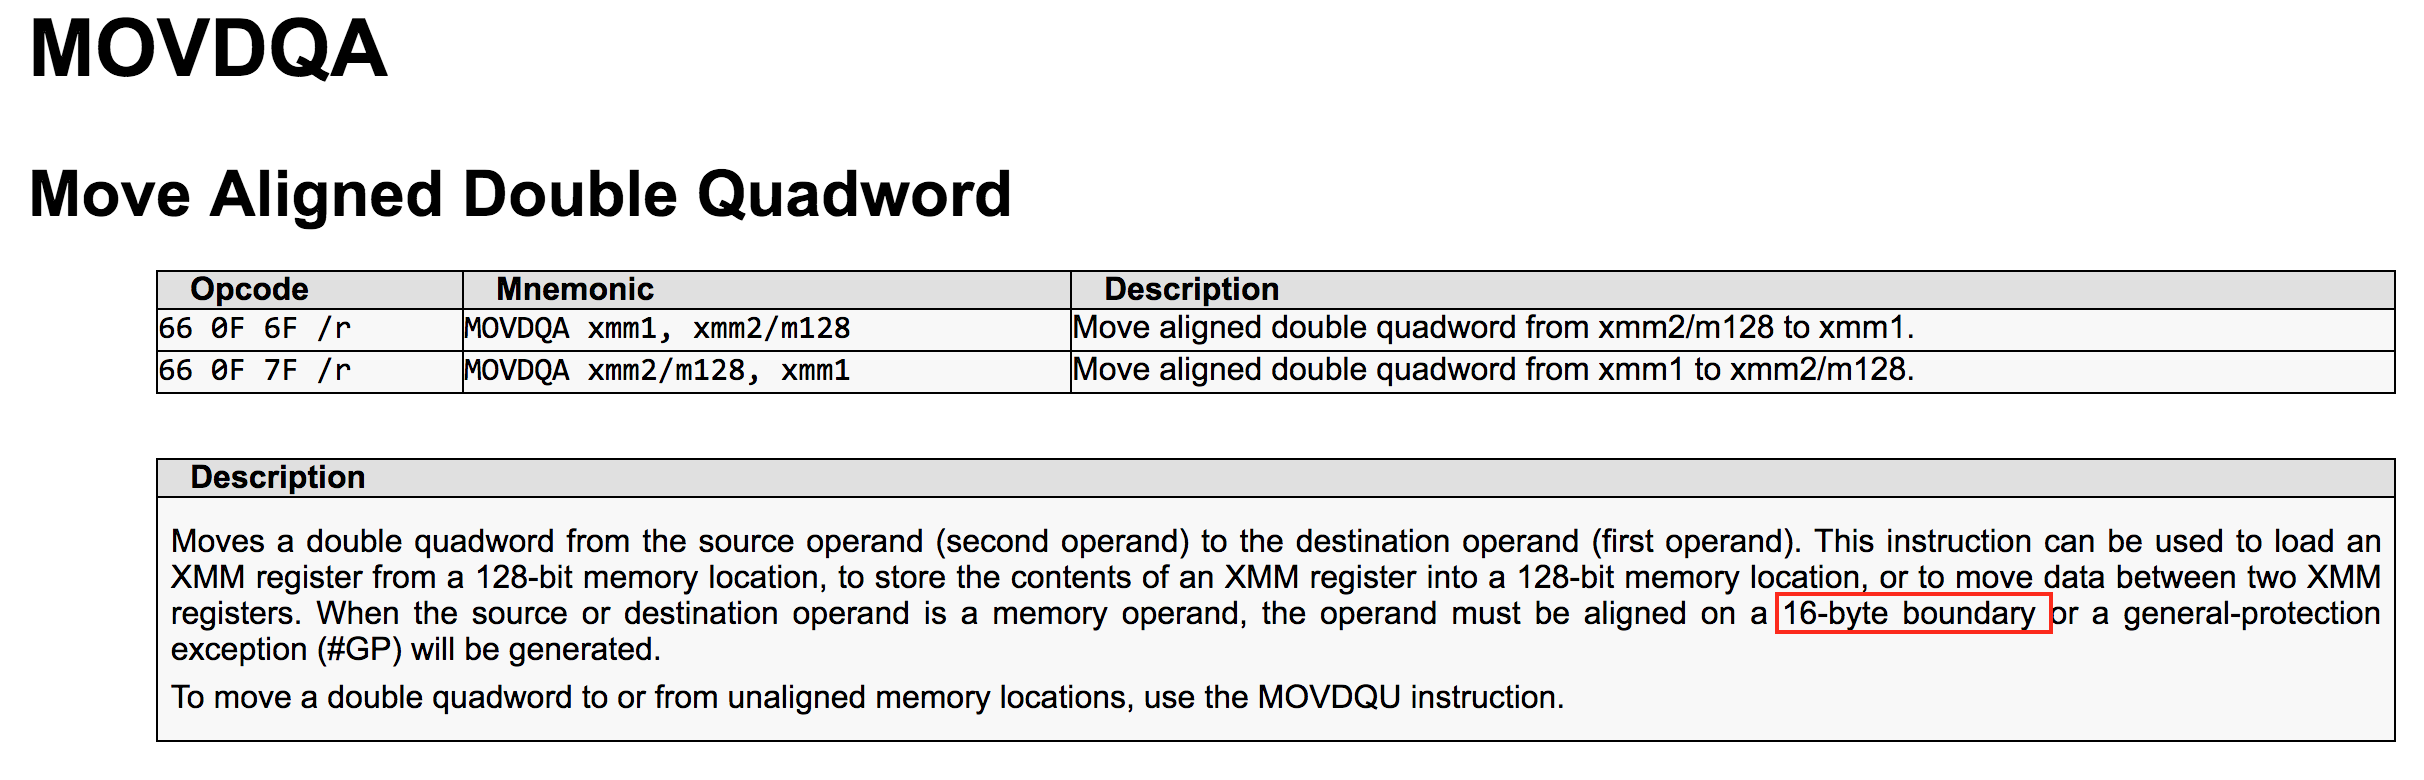 MOVDQA
Move Aligned Double Quadword
Opcode Mnemonic Description
66 0F 6F /r MOVDQA xmm1, xmm2/m128 Move aligned double quadword from xmm2/m128 to xmm1.
66 0F 7F /r MOVDQA xmm2/m128, xmm1 Move aligned double quadword from xmm1 to xmm2/m128.
Description
Moves a double quadword from the source operand (second operand) to the destination operand (first operand). This instruction can be used to load an
XMM register from a 128-bit memory location, to store the contents of an XMM register into a 128-bit memory location, or to move data between two XMM
registers. When the source or destination operand is a memory operand, the operand must be aligned on a 16-byte boundary or a general-protection
exception (#GP) will be generated.
To move a double quadword to or from unaligned memory locations, use the MOVDQU instruction.